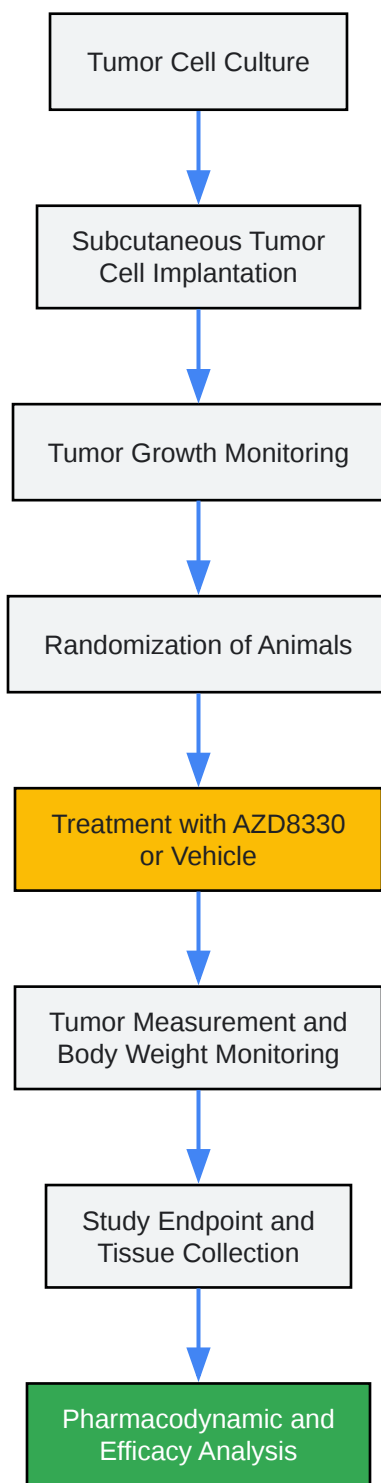 Tumor Cell Culture
Subcutaneous Tumor
Cell Implantation
Tumor Growth Monitoring
Randomization of Animals
Treatment with AZD8330
or Vehicle
Tumor Measurement and
Body Weight Monitoring
Study Endpoint and
Tissue Collection
Pharmacodynamic and
Efficacy Analysis